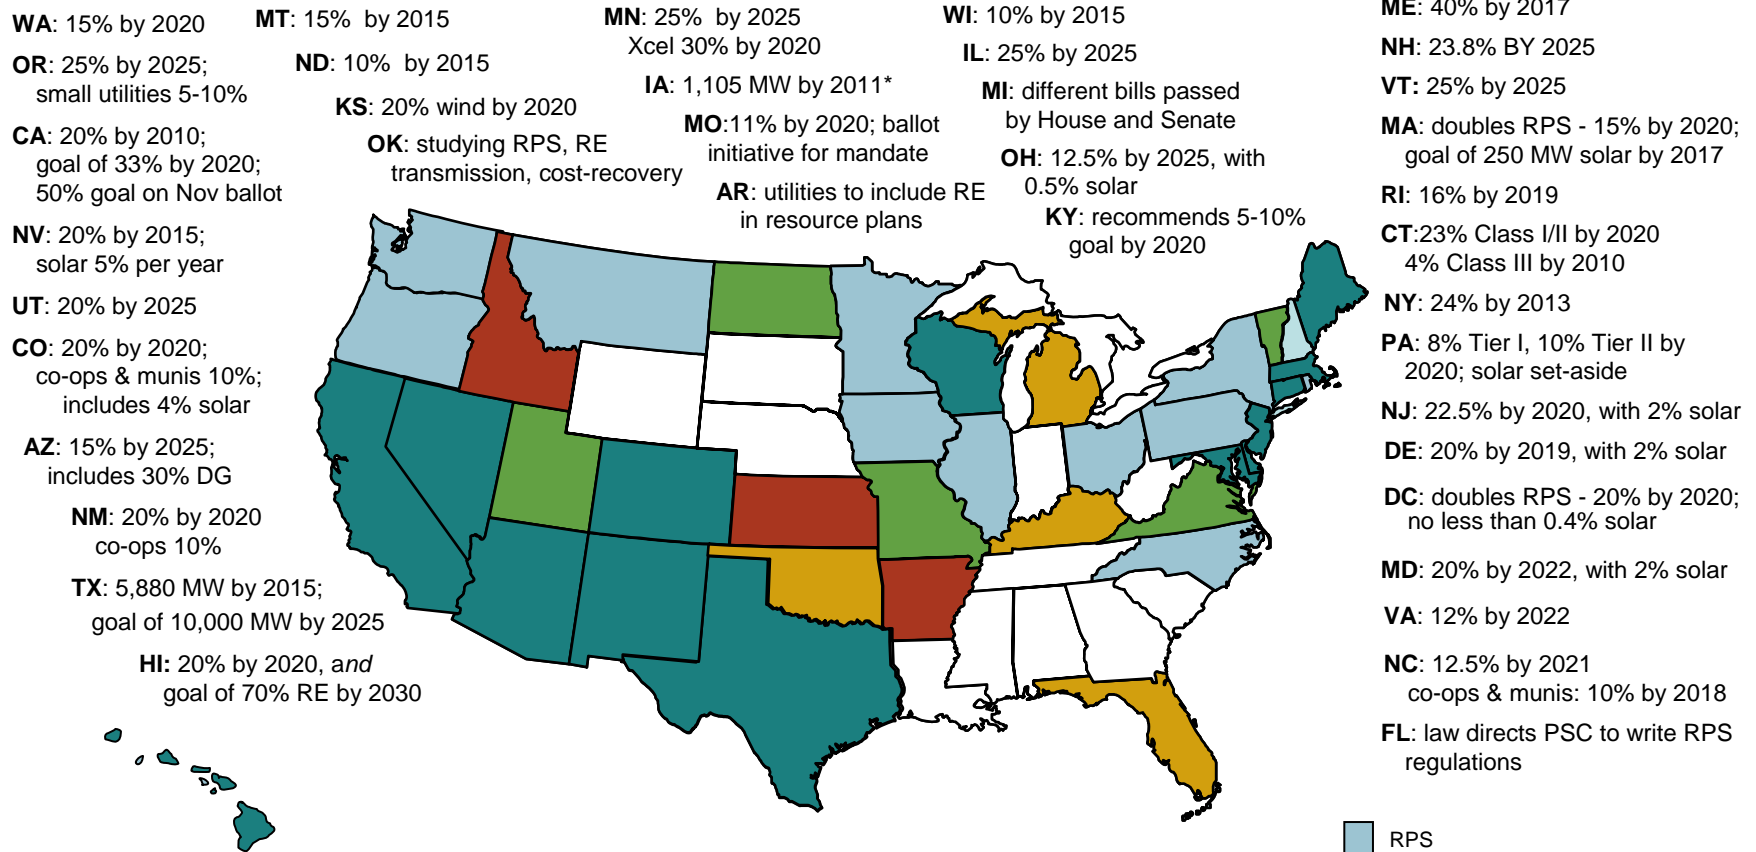 WA: 15% by 2020
OR: 25% by 2025;
small utilities 5-10%
CA: 20% by 2010;
goal of 33% by 2020;
50% goal on Nov ballot
NV: 20% by 2015;
solar 5% per year
UT: 20% by 2025
CO: 20% by 2020;
co-ops & munis 10%;
includes 4% solar
AZ: 15% by 2025;
includes 30% DG
NM: 20% by 2020
co-ops 10%
TX: 5,880 MW by 2015;
goal of 10,000 MW by 2025
HI: 20% by 2020, and
goal of 70% RE by 2030
MT: 15% by 2015
ND: 10% by 2015
KS: 20% wind by 2020
OK: studying RPS, RE
transmission, cost-recovery
MN: 25% by 2025
Xcel 30% by 2020
IA: 1,105 MW by 2011*
MO:11% by 2020; ballot
initiative for mandate
AR: utilities to include RE
in resource plans
WI: 10% by 2015
IL: 25% by 2025
MI: different bills passed
by House and Senate
OH: 12.5% by 2025, with
0.5% solar
KY: recommends 5-10%
goal by 2020
ME: 40% by 2017
NH: 23.8% BY 2025
VT: 25% by 2025
MA: doubles RPS - 15% by 2020;
goal of 250 MW solar by 2017
RI: 16% by 2019
CT:23% Class I/II by 2020
4% Class III by 2010
NY: 24% by 2013
PA: 8% Tier I, 10% Tier II by
2020; solar set-aside
NJ: 22.5% by 2020, with 2% solar
DE: 20% by 2019, with 2% solar
DC: doubles RPS - 20% by 2020;
no less than 0.4% solar
MD: 20% by 2022, with 2% solar
VA: 12% by 2022
NC: 12.5% by 2021
co-ops & munis: 10% by 2018
FL: law directs PSC to write RPS
regulations
RPS